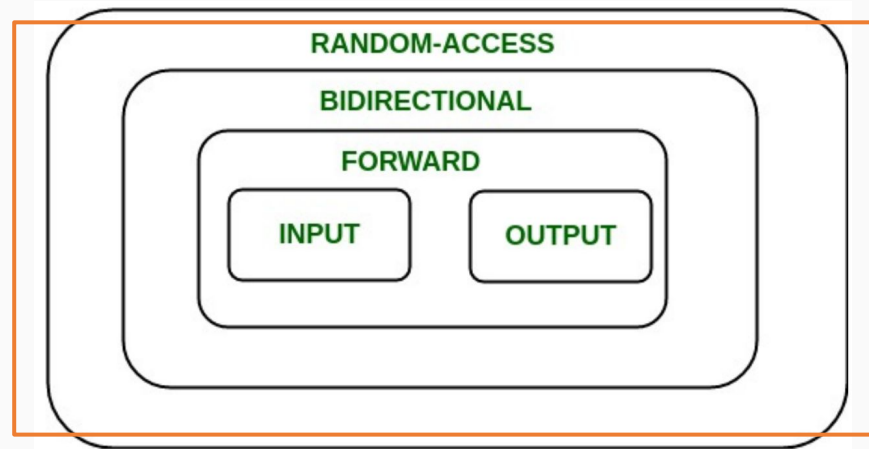 RANDOM-ACCESS
BIDIRECTIONAL
FORWARD
INPUT OUTPUT